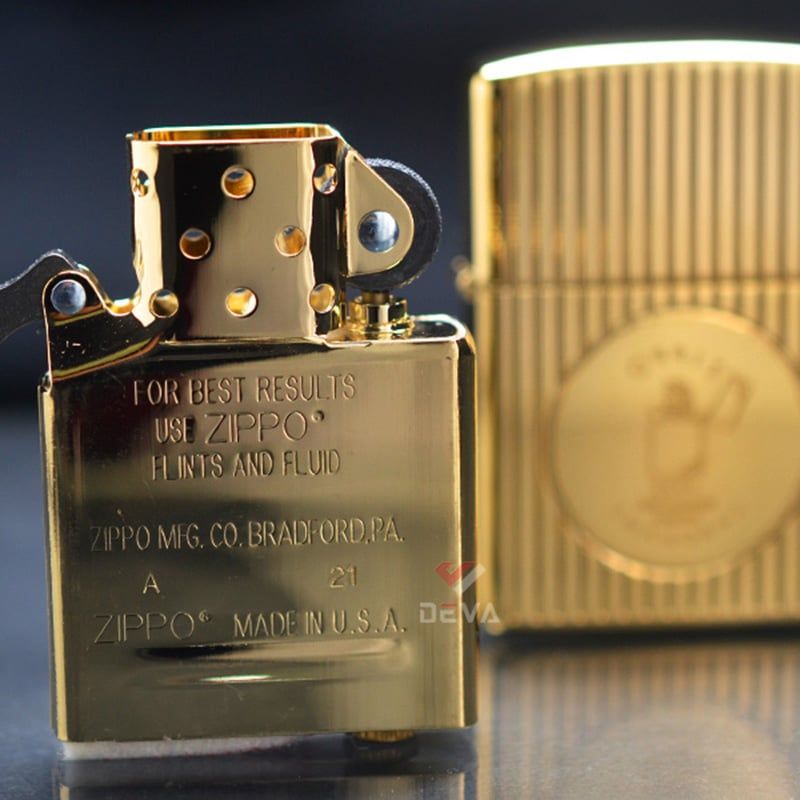 FOR BEST RESULTS
USE ZIPPO®
FLINTS AND FLUID
ZIPPO MFG. CO. BRADFORD, PA.
A 21
ZIPPO® MADE IN U.S.A.
DEVA